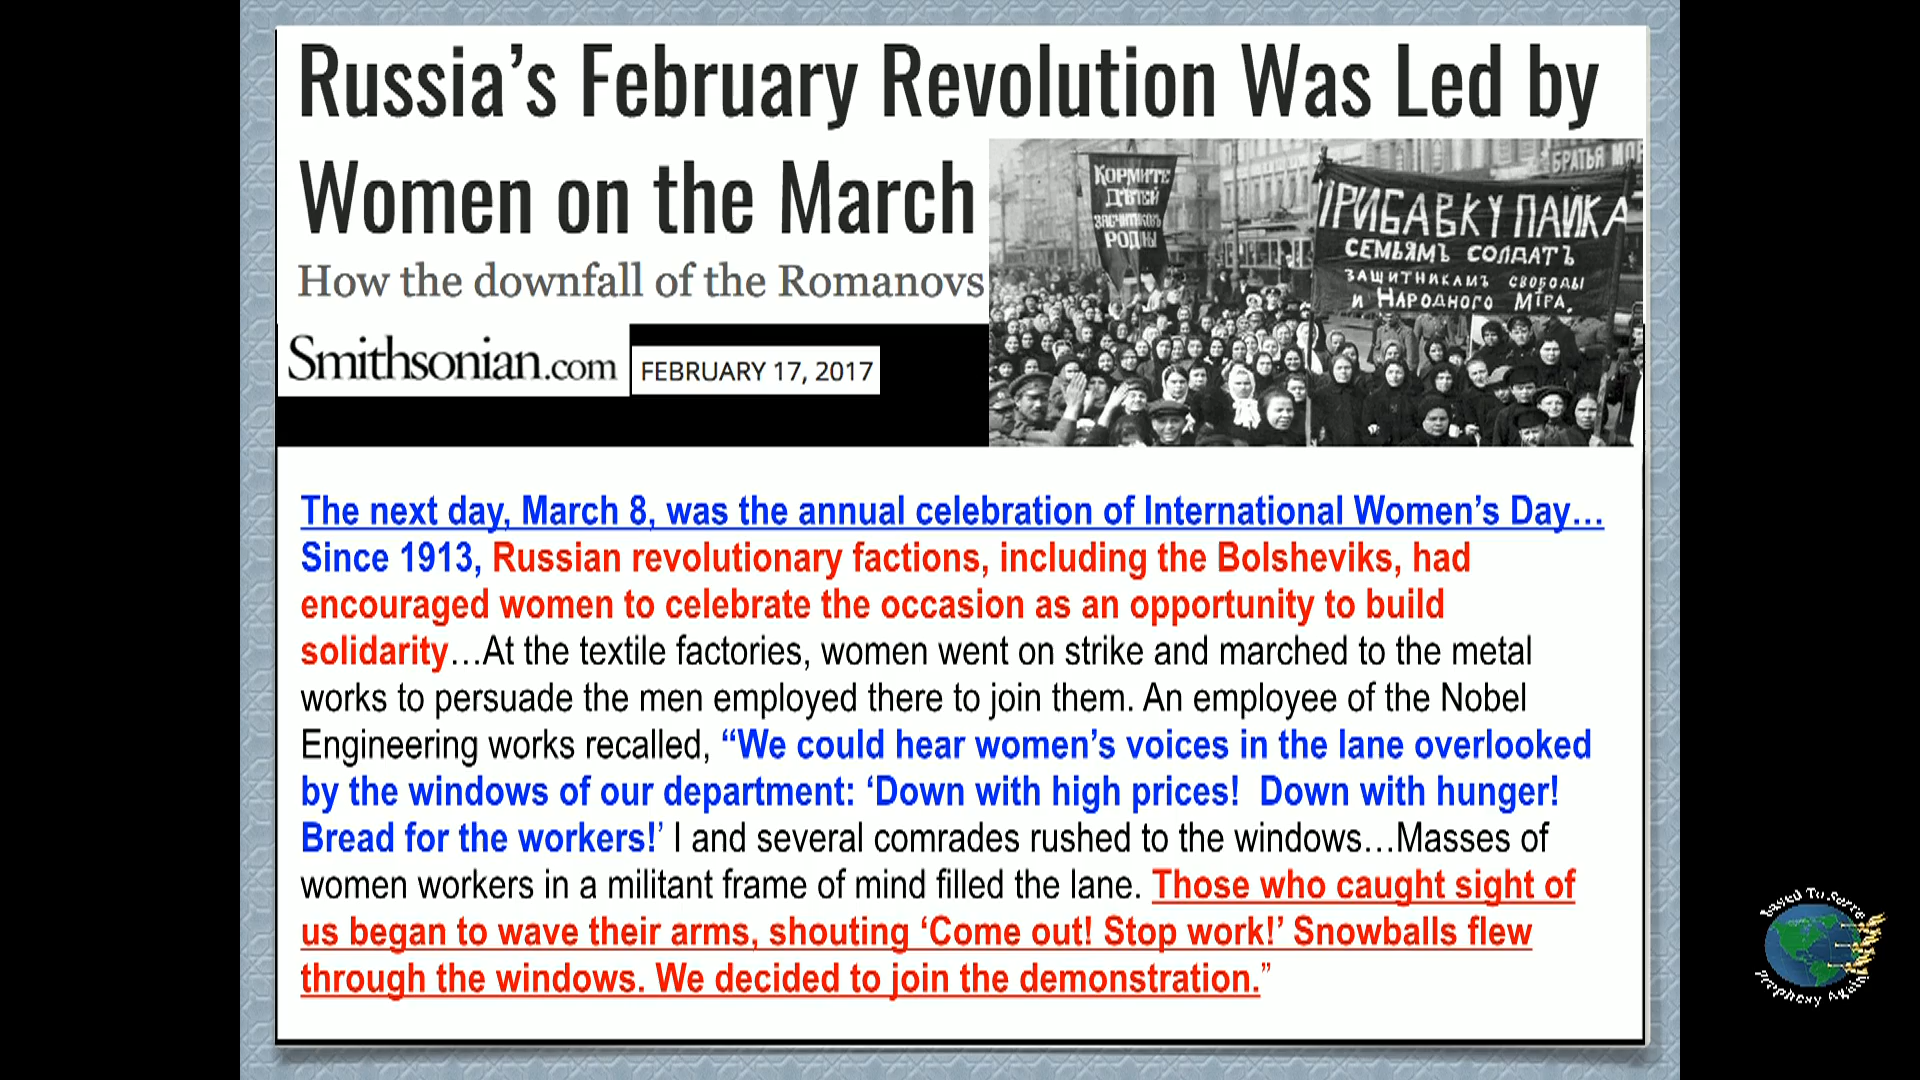 Russia’s February Revolution Was Led by
Women on the March
How the downfall of the Romanovs
Smithsonian.com
FEBRUARY 17, 2017
КОРМИТЕ
ДѢТЕЙ
ЗАЩИТНИКОВЪ
РОДИНЫ
БРАТЬЯ МОР
ПРИБАВКУ ПАЙКА
СЕМЬЯМЪ СОЛДАТЪ
ЗАЩИТНИКАМЪ СВОБОДЫ
И НАРОДНОГО МІРА.
The next day, March 8, was the annual celebration of International Women’s Day…
Since 1913, Russian revolutionary factions, including the Bolsheviks, had
encouraged women to celebrate the occasion as an opportunity to build
solidarity…At the textile factories, women went on strike and marched to the metal
works to persuade the men employed there to join them. An employee of the Nobel
Engineering works recalled, “We could hear women’s voices in the lane overlooked
by the windows of our department: ‘Down with high prices!  Down with hunger!
Bread for the workers!’ I and several comrades rushed to the windows…Masses of
women workers in a militant frame of mind filled the lane. Those who caught sight of
us began to wave their arms, shouting ‘Come out! Stop work!’ Snowballs flew
through the windows. We decided to join the demonstration.”
Prophecy Again